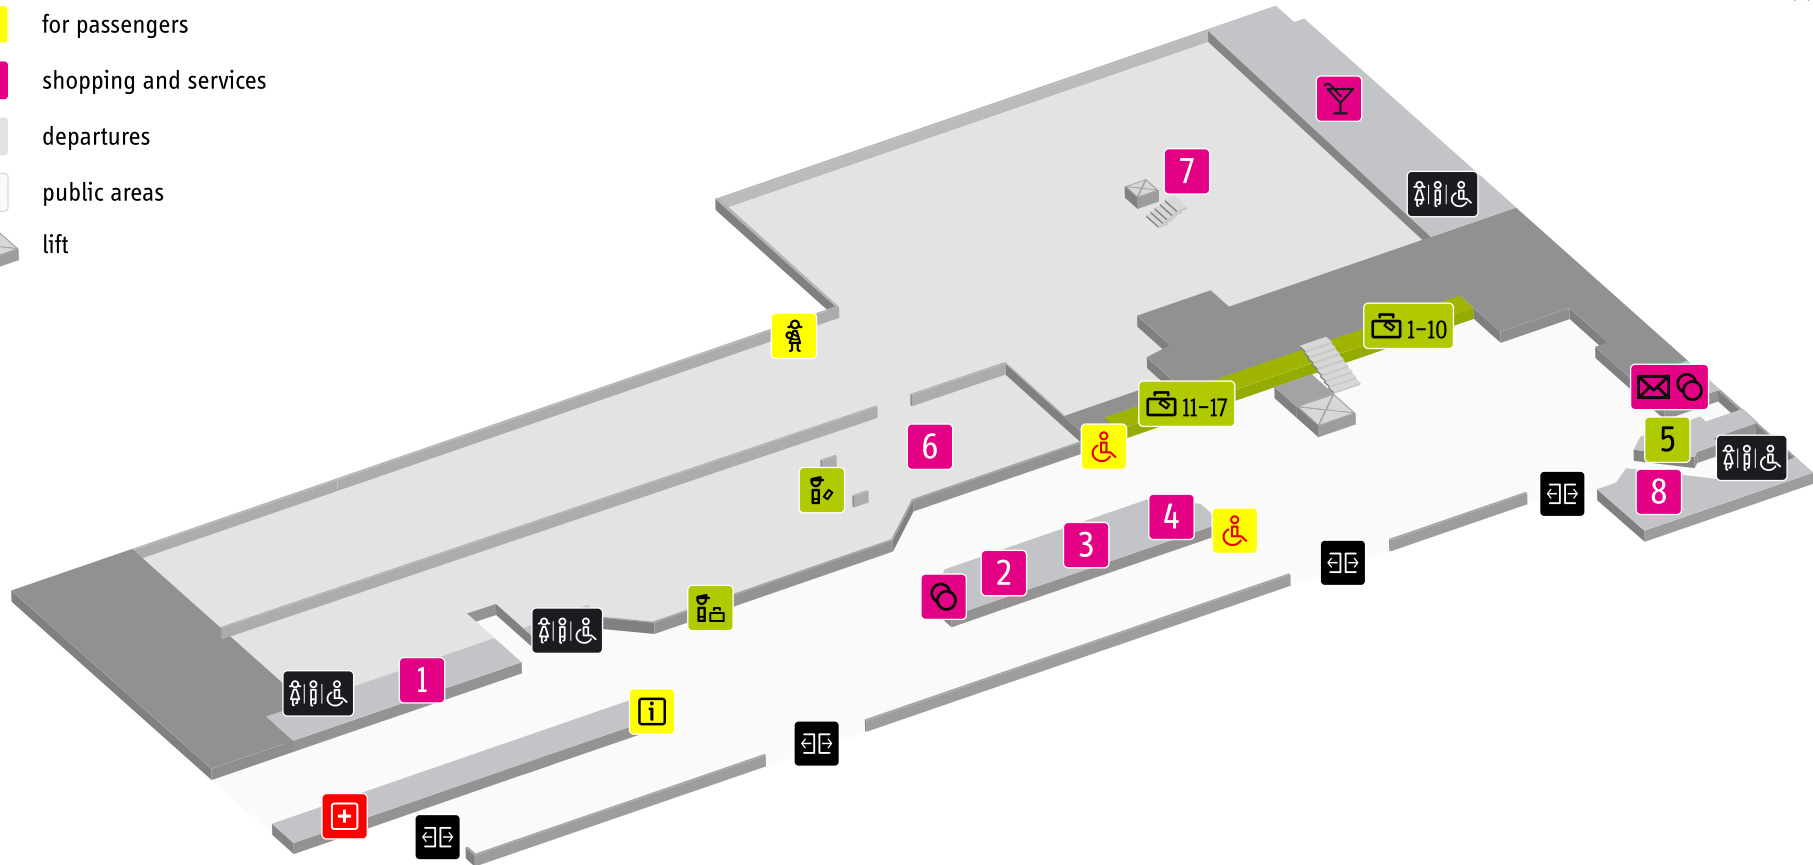 for passengers
shopping and services
departures
public areas
lift
7
1-10
11-17
6
5
8
4
3
2
1
i